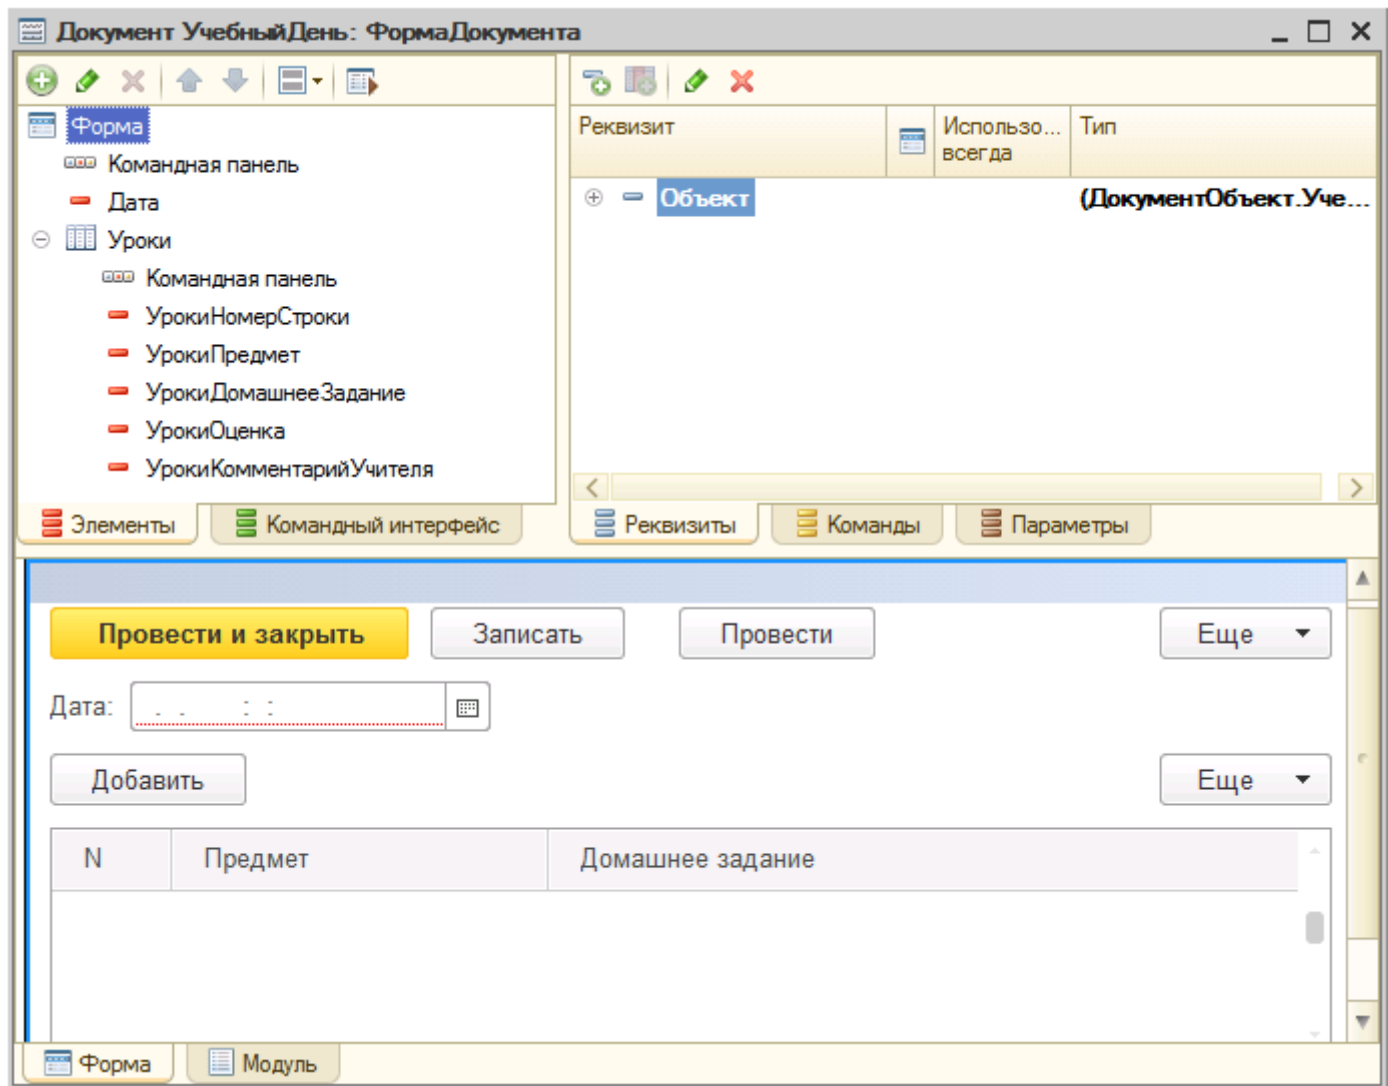 Документ УчебныйДень: ФормаДокумента
Форма
Командная панель
Дата
Уроки
Командная панель
УрокиНомерСтроки
УрокиПредмет
УрокиДомашнееЗадание
УрокиОценка
УрокиКомментарийУчителя
Элементы
Командный интерфейс
Реквизит
Использо...
всегда
Тип
Объект
(ДокументОбъект.Уче...
Реквизиты
Команды
Параметры
Провести и закрыть
Записать
Провести
Еще
Дата:
. . : :
Добавить
Еще
N
Предмет
Домашнее задание
Форма
Модуль